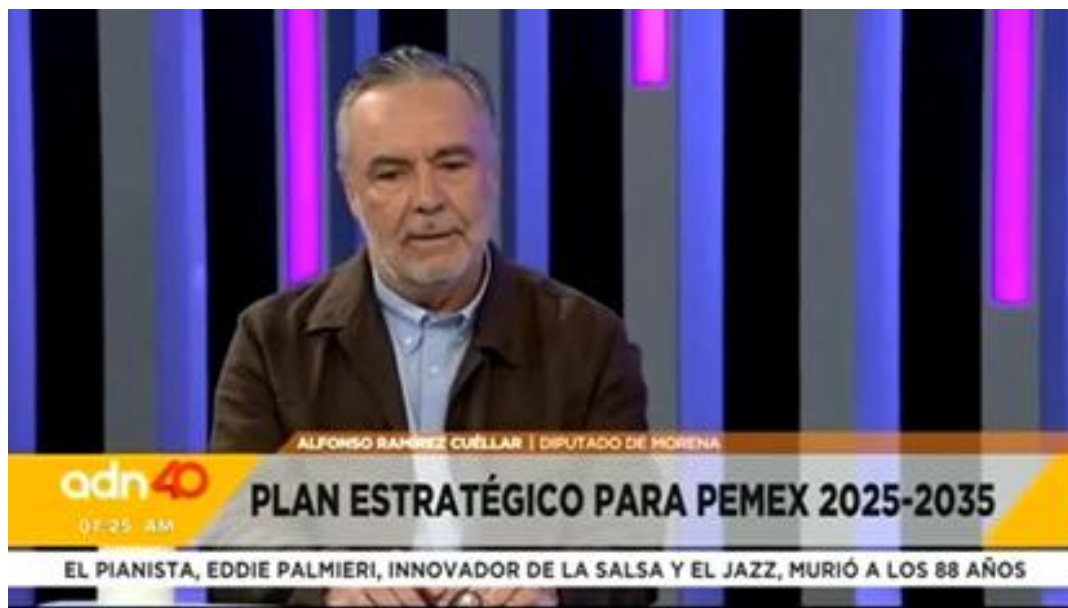 ALFONSO RAMÍREZ CUÉLLAR | DIPUTADO DE MORENA
adn40
07:25 AM
PLAN ESTRATÉGICO PARA PEMEX 2025-2035
EL PIANISTA, EDDIE PALMIERI, INNOVADOR DE LA SALSA Y EL JAZZ, MURIÓ A LOS 88 AÑOS